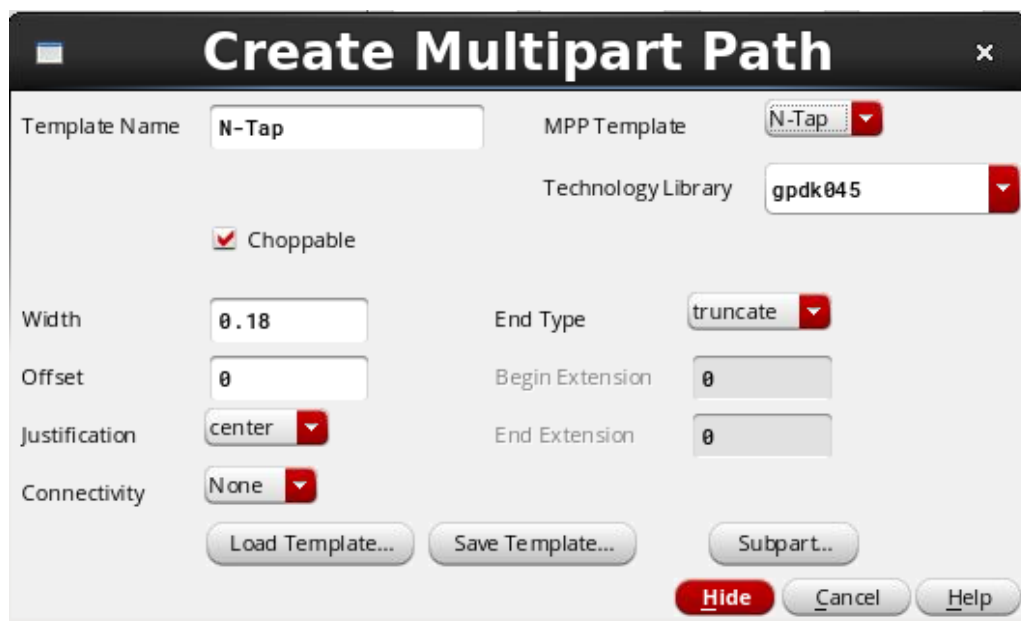 Create Multipart Path
Template Name N-Tap MPP Template N-Tap
Technology Library gpdk045
Choppable
Width 0.18 End Type truncate
Offset 0 Begin Extension 0
Justification center End Extension 0
Connectivity None
Load Template... Save Template... Subpart...
Hide Cancel Help